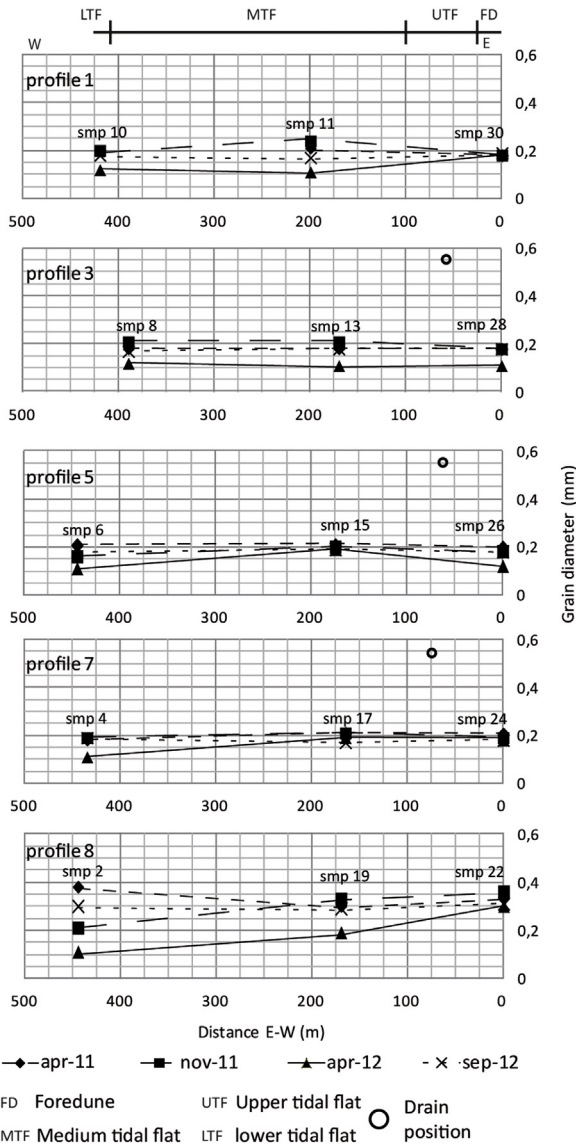 LTF MTF UTF FD
W E
0,6
profile 1
0,4
smp 10 smp 11 smp 30
0,2
0
500 400 300 200 100 0
0,6
profile 3
0,4
smp 8 smp 13 smp 28
0,2
0
500 400 300 200 100 0
0,6
profile 5
0,4
smp 6 smp 15 smp 26
0,2
0
500 400 300 200 100 0
0,6
profile 7
0,4
smp 4 smp 17 smp 24
0,2
0
500 400 300 200 100 0
0,6
profile 8
smp 2 smp 19 smp 22
0,4
0,2
0
500 400 300 200 100 0
Grain diameter (mm)
Distance E-W (m)
apr-11 nov-11 apr-12 sep-12
FD Foredune UTF Upper tidal flat Drain
MTF Medium tidal flat LTF lower tidal flat position